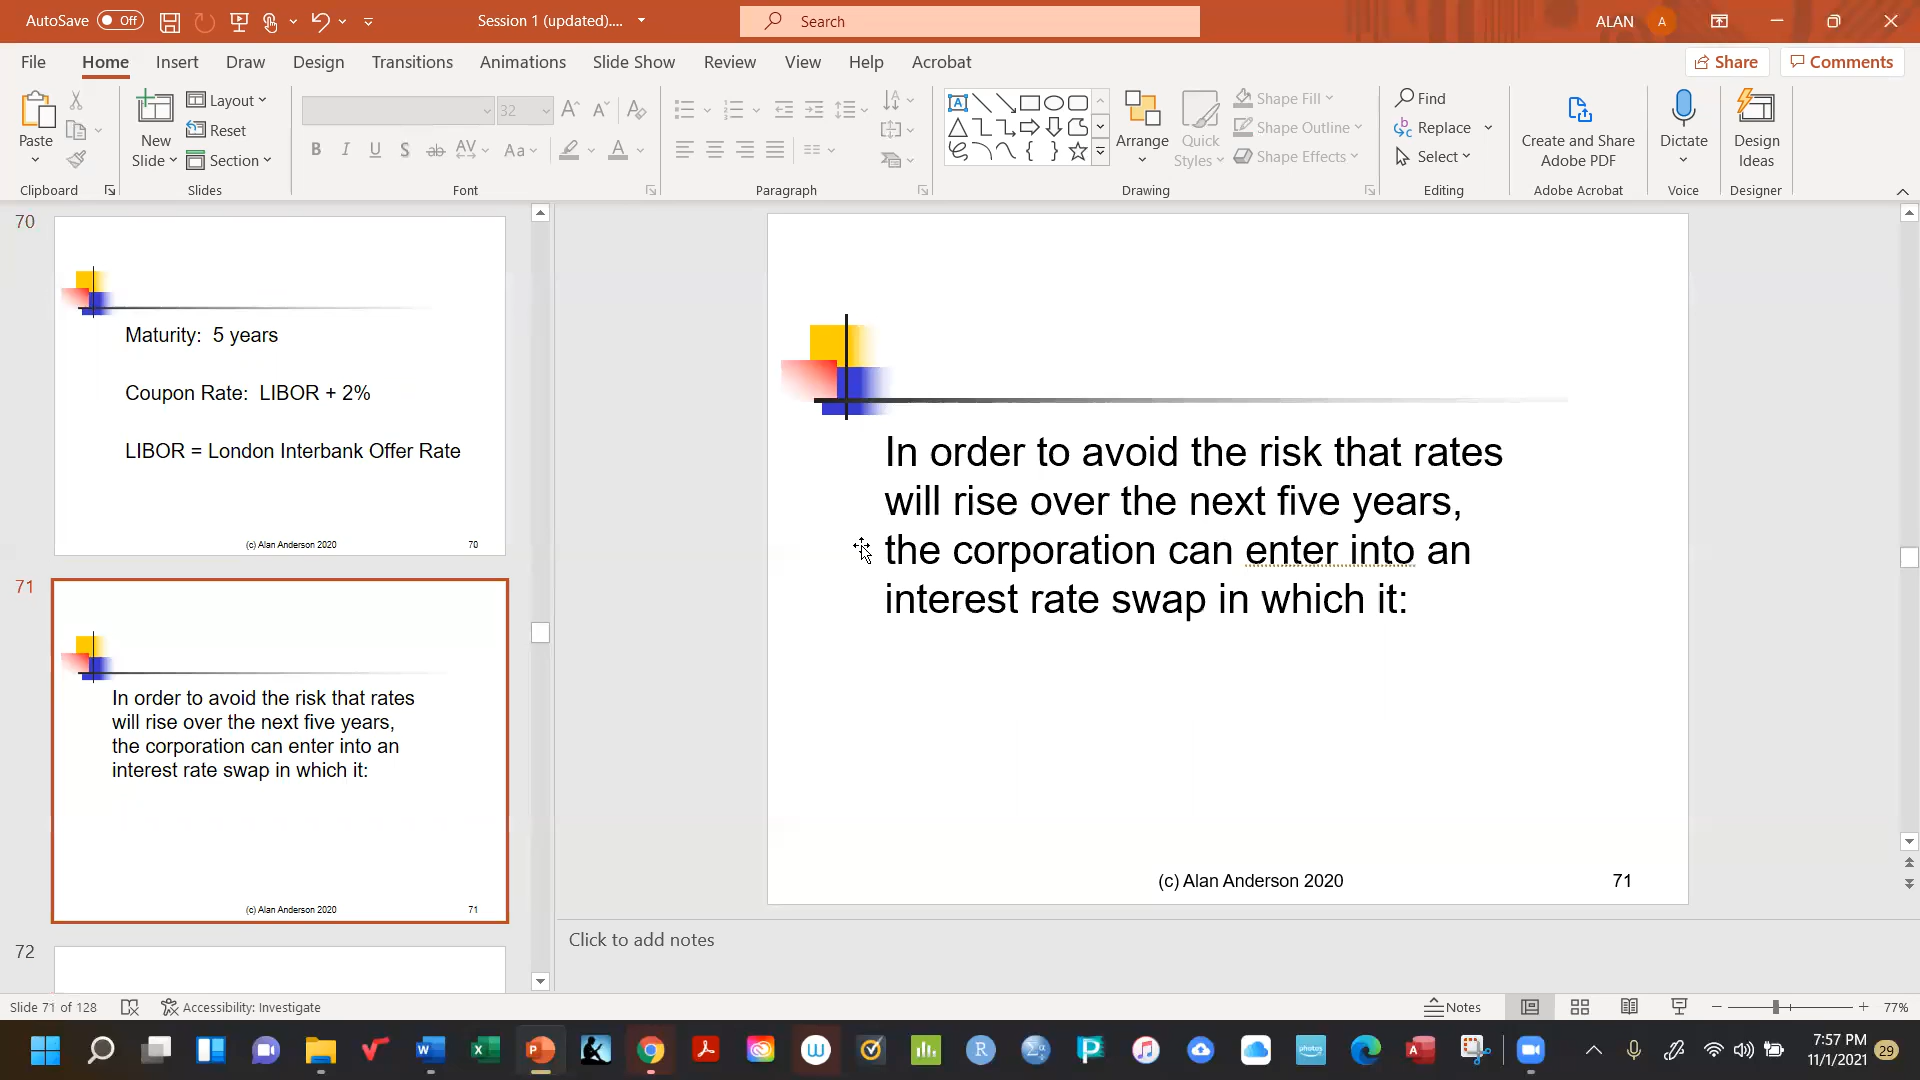 AutoSave Off
Session 1 (updated)....
Search
ALAN A
File Home Insert Draw Design Transitions Animations Slide Show Review View Help Acrobat
Share Comments
Paste
New Slide
Layout
Reset
Section
32
B I U S ab AV Aa A
Arrange
Quick Styles
Shape Fill
Shape Outline
Shape Effects
Find
Replace
Select
Create and Share
Adobe PDF
Dictate
Design
Ideas
Clipboard Slides Font Paragraph Drawing Editing Adobe Acrobat Voice Designer
70
Maturity: 5 years
Coupon Rate: LIBOR + 2%
LIBOR = London Interbank Offer Rate
(c) Alan Anderson 2020 70
71
In order to avoid the risk that rates
will rise over the next five years,
the corporation can enter into an
interest rate swap in which it:
(c) Alan Anderson 2020 71
72
In order to avoid the risk that rates
will rise over the next five years,
the corporation can enter into an
interest rate swap in which it:
(c) Alan Anderson 2020 71
Click to add notes
Slide 71 of 128 Accessibility: Investigate
Notes 77%
7:57 PM
11/1/2021 29